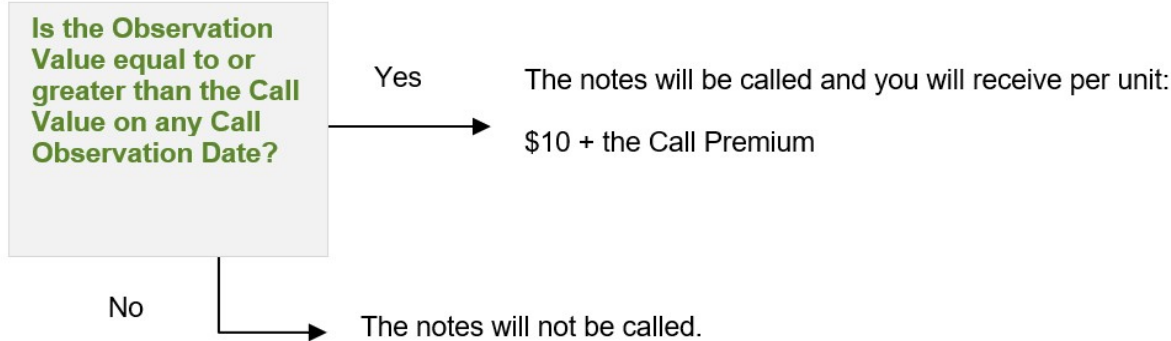 Is the Observation
Value equal to or
greater than the Call
Value on any Call
Observation Date?
Yes
The notes will be called and you will receive per unit:
$10 + the Call Premium
No
The notes will not be called.